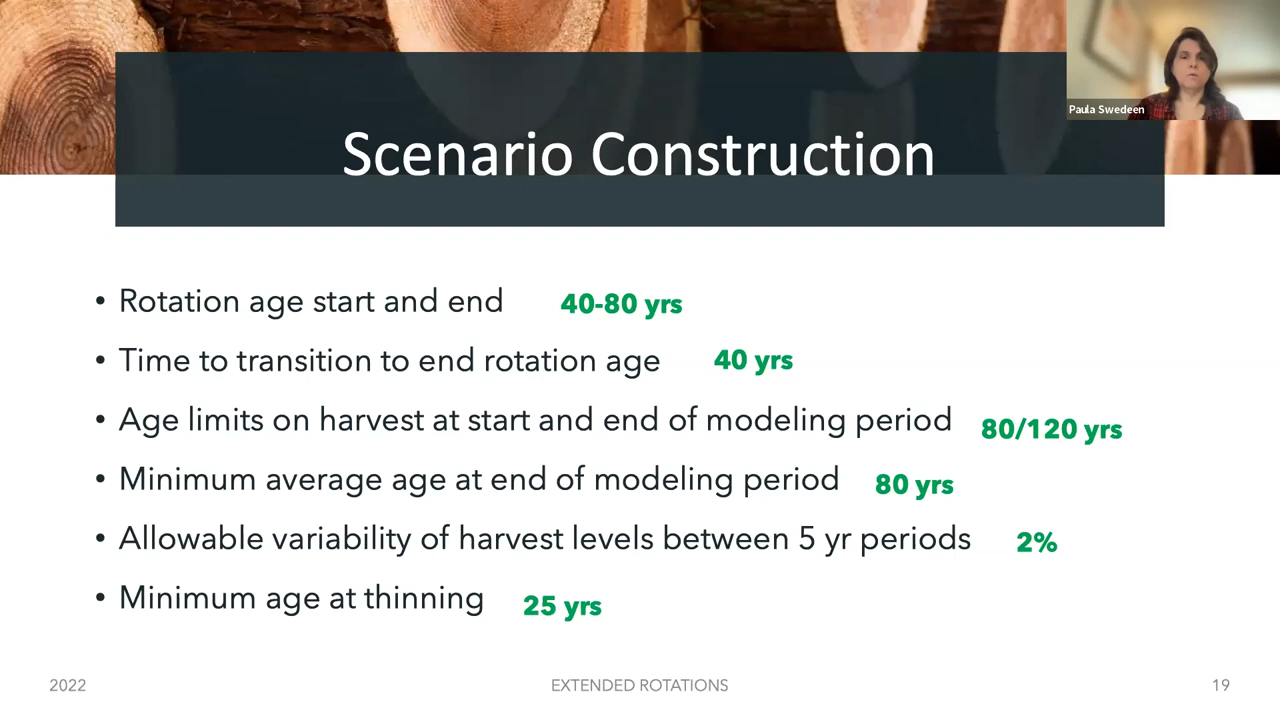 Paula Swedeen
Scenario Construction
• Rotation age start and end 40-80 yrs
• Time to transition to end rotation age 40 yrs
• Age limits on harvest at start and end of modeling period 80/120 yrs
• Minimum average age at end of modeling period 80 yrs
• Allowable variability of harvest levels between 5 yr periods 2%
• Minimum age at thinning 25 yrs
2022 EXTENDED ROTATIONS 19